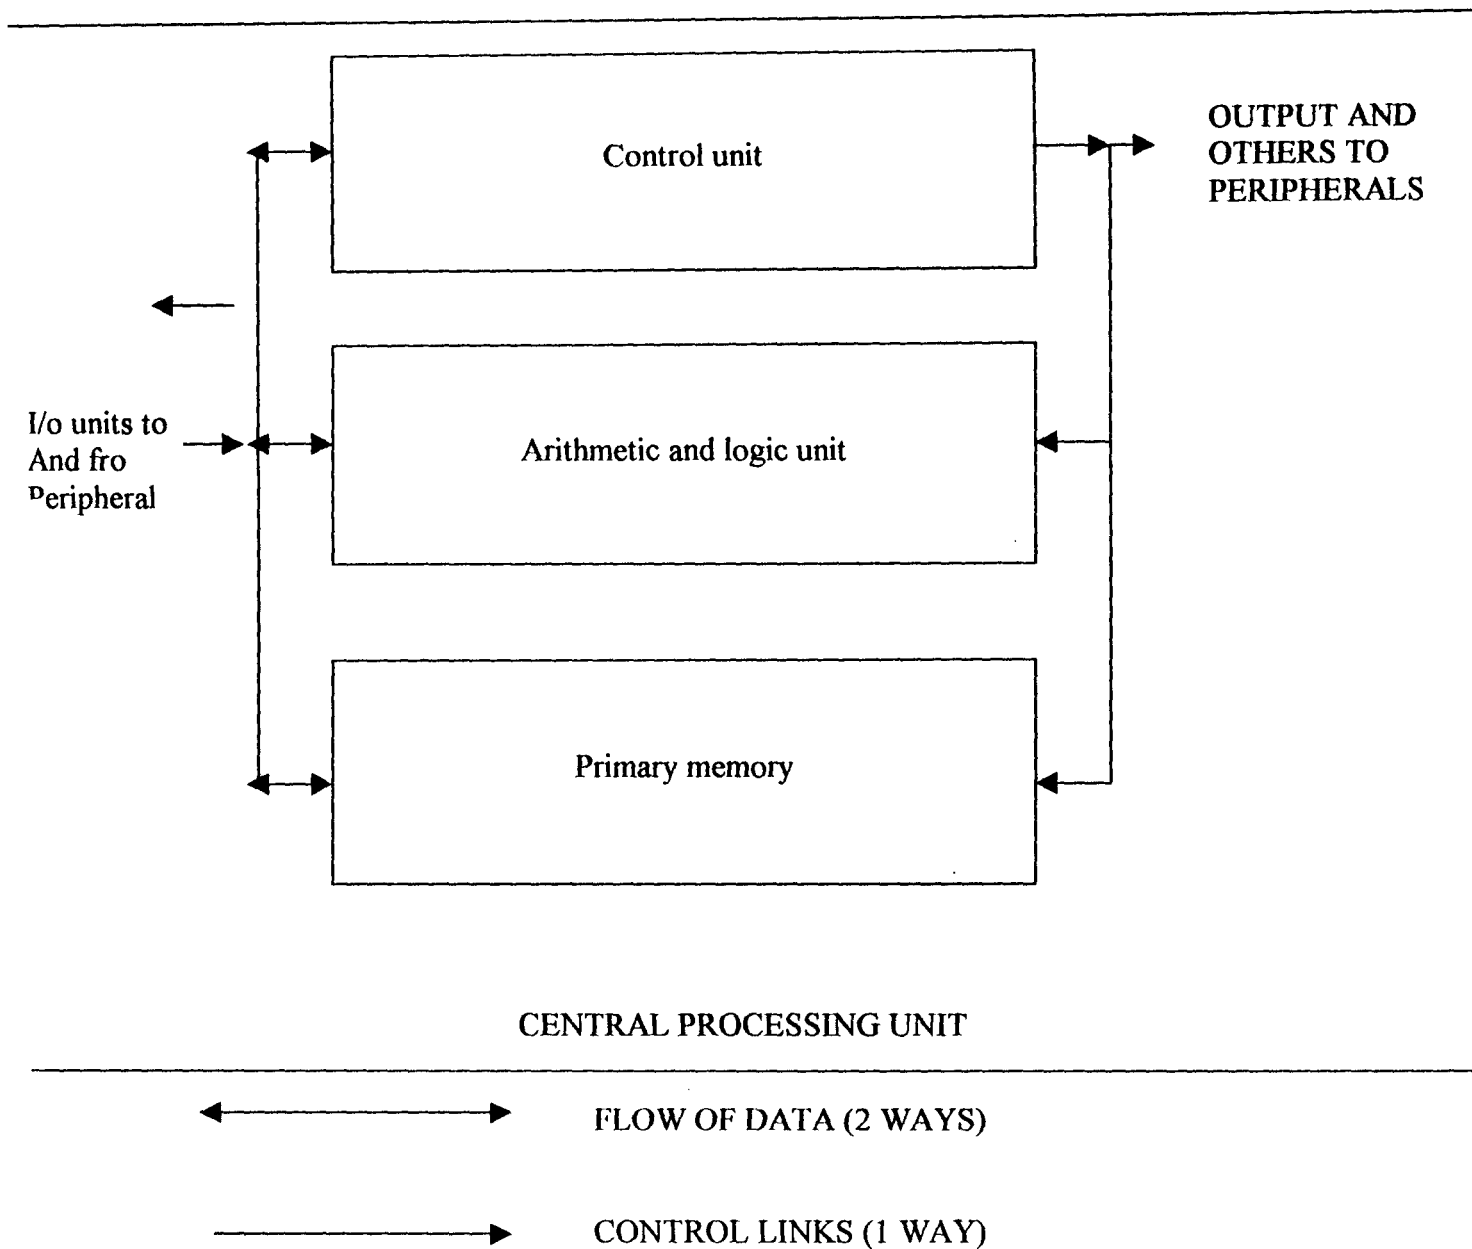 Control unit
OUTPUT AND
OTHERS TO
PERIPHERALS
I/o units to
And fro
Peripheral
Arithmetic and logic unit
Primary memory
CENTRAL PROCESSING UNIT
FLOW OF DATA (2 WAYS)
CONTROL LINKS (1 WAY)